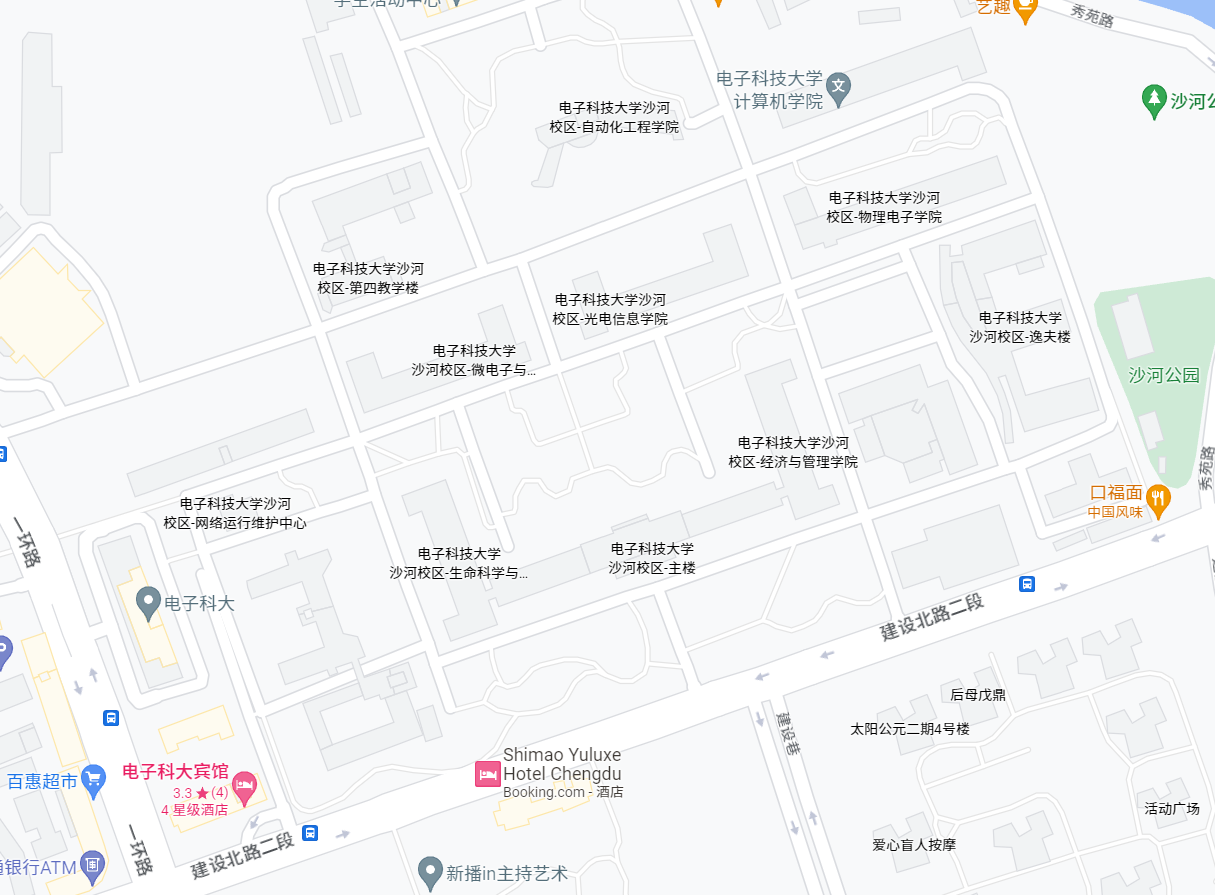 学生活动中心
艺趣
秀苑路
电子科技大学
计算机学院
沙河公
电子科技大学沙河
校区-自动化工程学院
电子科技大学沙河
校区-物理电子学院
电子科技大学沙河
校区-第四教学楼
电子科技大学沙河
校区-光电信息学院
电子科技大学
沙河校区-逸夫楼
电子科技大学
沙河校区-微电子与...
沙河公园
电子科技大学沙河
校区-经济与管理学院
秀苑路
口福面
中国风味
电子科技大学沙河
校区-网络运行维护中心
一环路
电子科技大学
沙河校区-生命科学与...
电子科技大学
沙河校区-主楼
电子科大
建设北路二段
后母戊鼎
太阳公元二期4号楼
建设巷
Shimao Yuluxe
Hotel Chengdu
Booking.com - 酒店
电子科大宾馆
3.3 ★ (4)
4 星级酒店
百惠超市
活动广场
爱心盲人按摩
一环路
建设北路二段
银行ATM
新播in主持艺术